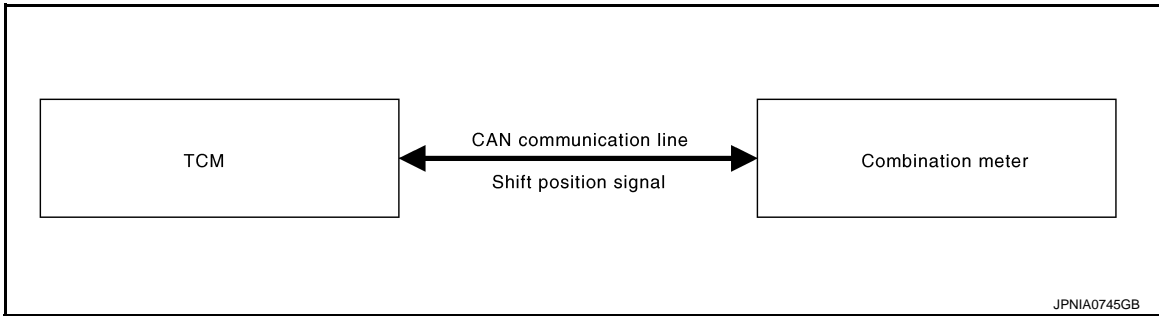 TCM
CAN communication line
Shift position signal
Combination meter
JPNIA0745GB